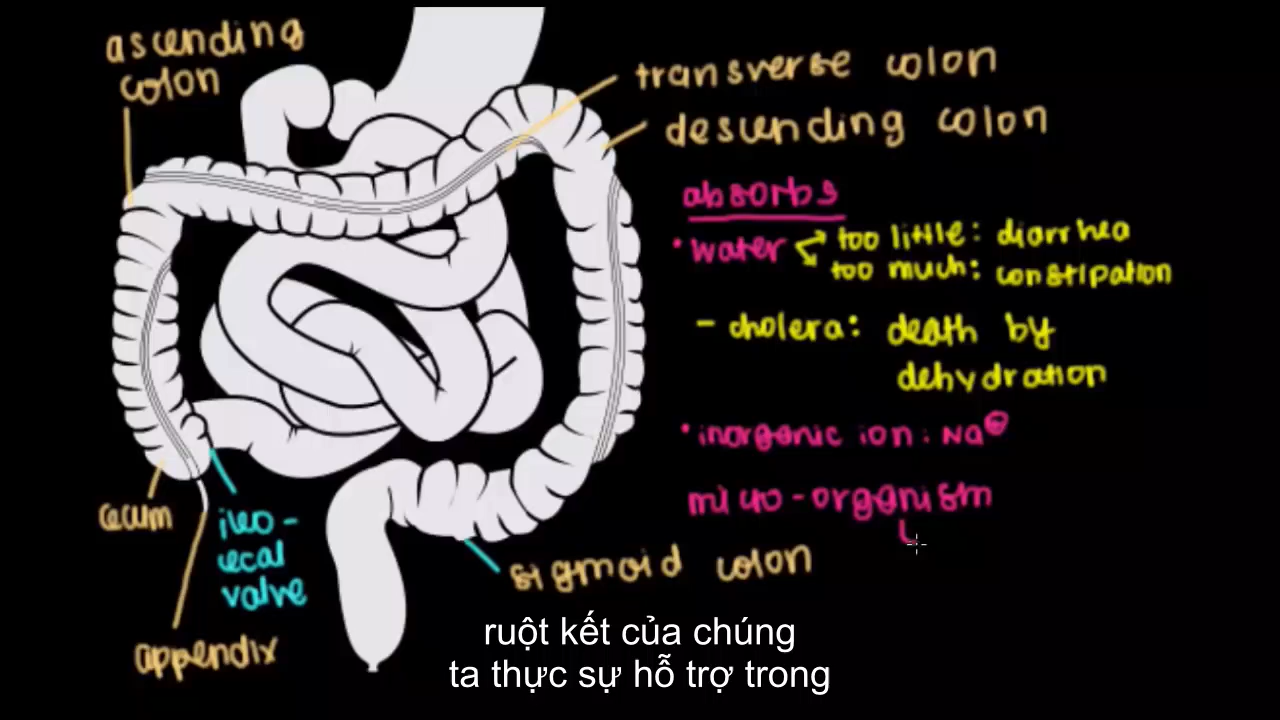 ascending
colon
transverse colon
descending colon
absorbs
• water
too little: diarrhea
too much: constipation
- cholera: death by
dehydration
• inorganic ion: Na⊕
micro-organism
cecum
ileo-
cecal
valve
sigmoid colon
appendix
ruột kết của chúng
ta thực sự hỗ trợ trong